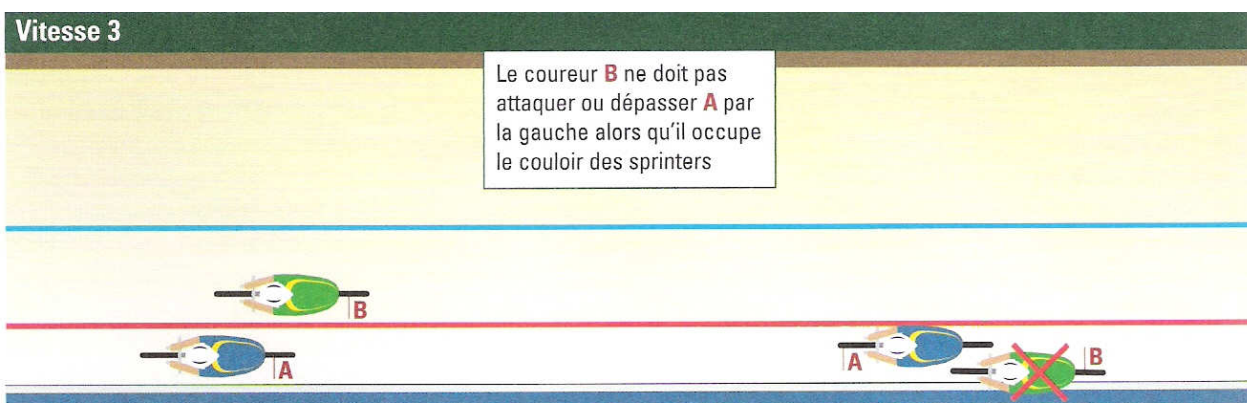 Vitesse 3
Le coureur B ne doit pas
attaquer ou dépasser A par
la gauche alors qu'il occupe
le couloir des sprinters
B
A
A
B